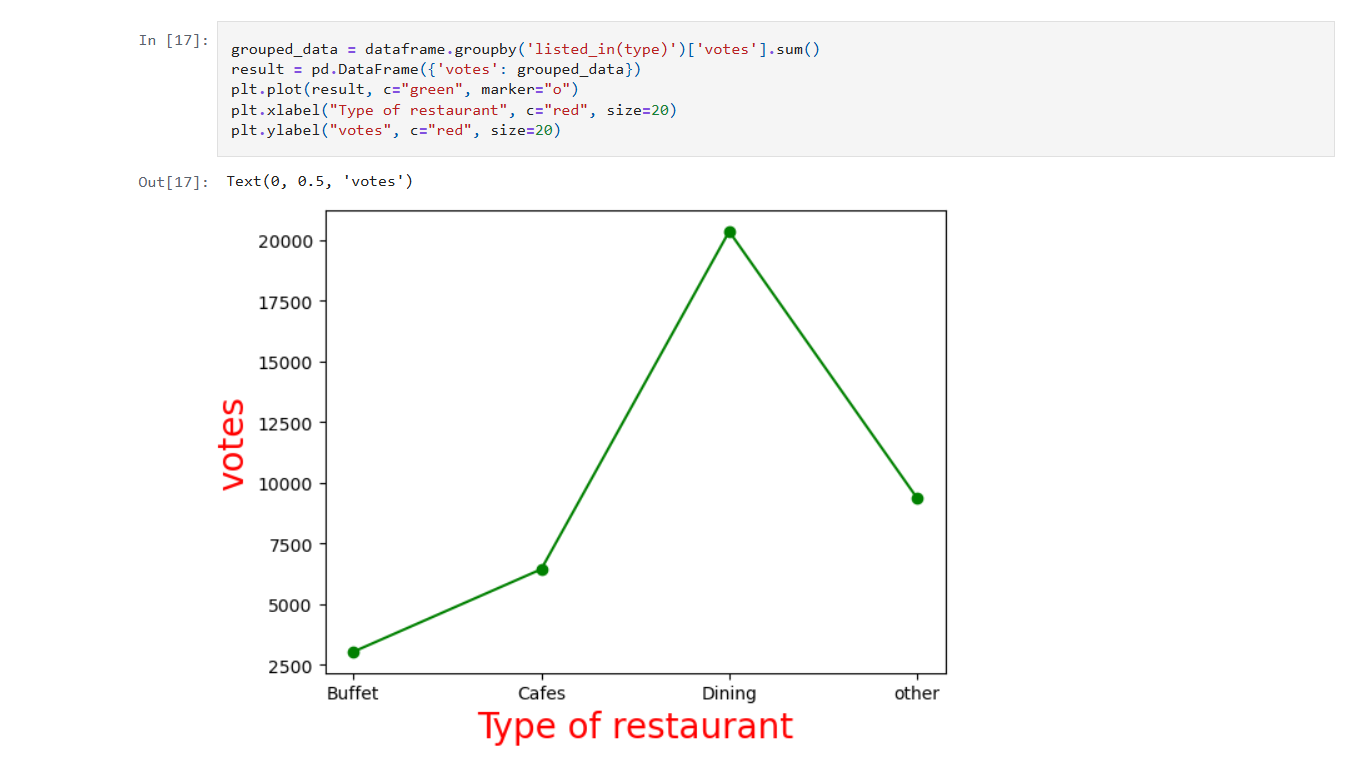 In [17]:
grouped_data = dataframe.groupby('listed_in(type)')['votes'].sum()
result = pd.DataFrame({'votes': grouped_data})
plt.plot(result, c="green", marker="o")
plt.xlabel("Type of restaurant", c="red", size=20)
plt.ylabel("votes", c="red", size=20)
Out[17]: Text(0, 0.5, 'votes')
20000
17500
15000
12500
10000
7500
5000
2500
votes
Buffet Cafes Dining other
Type of restaurant